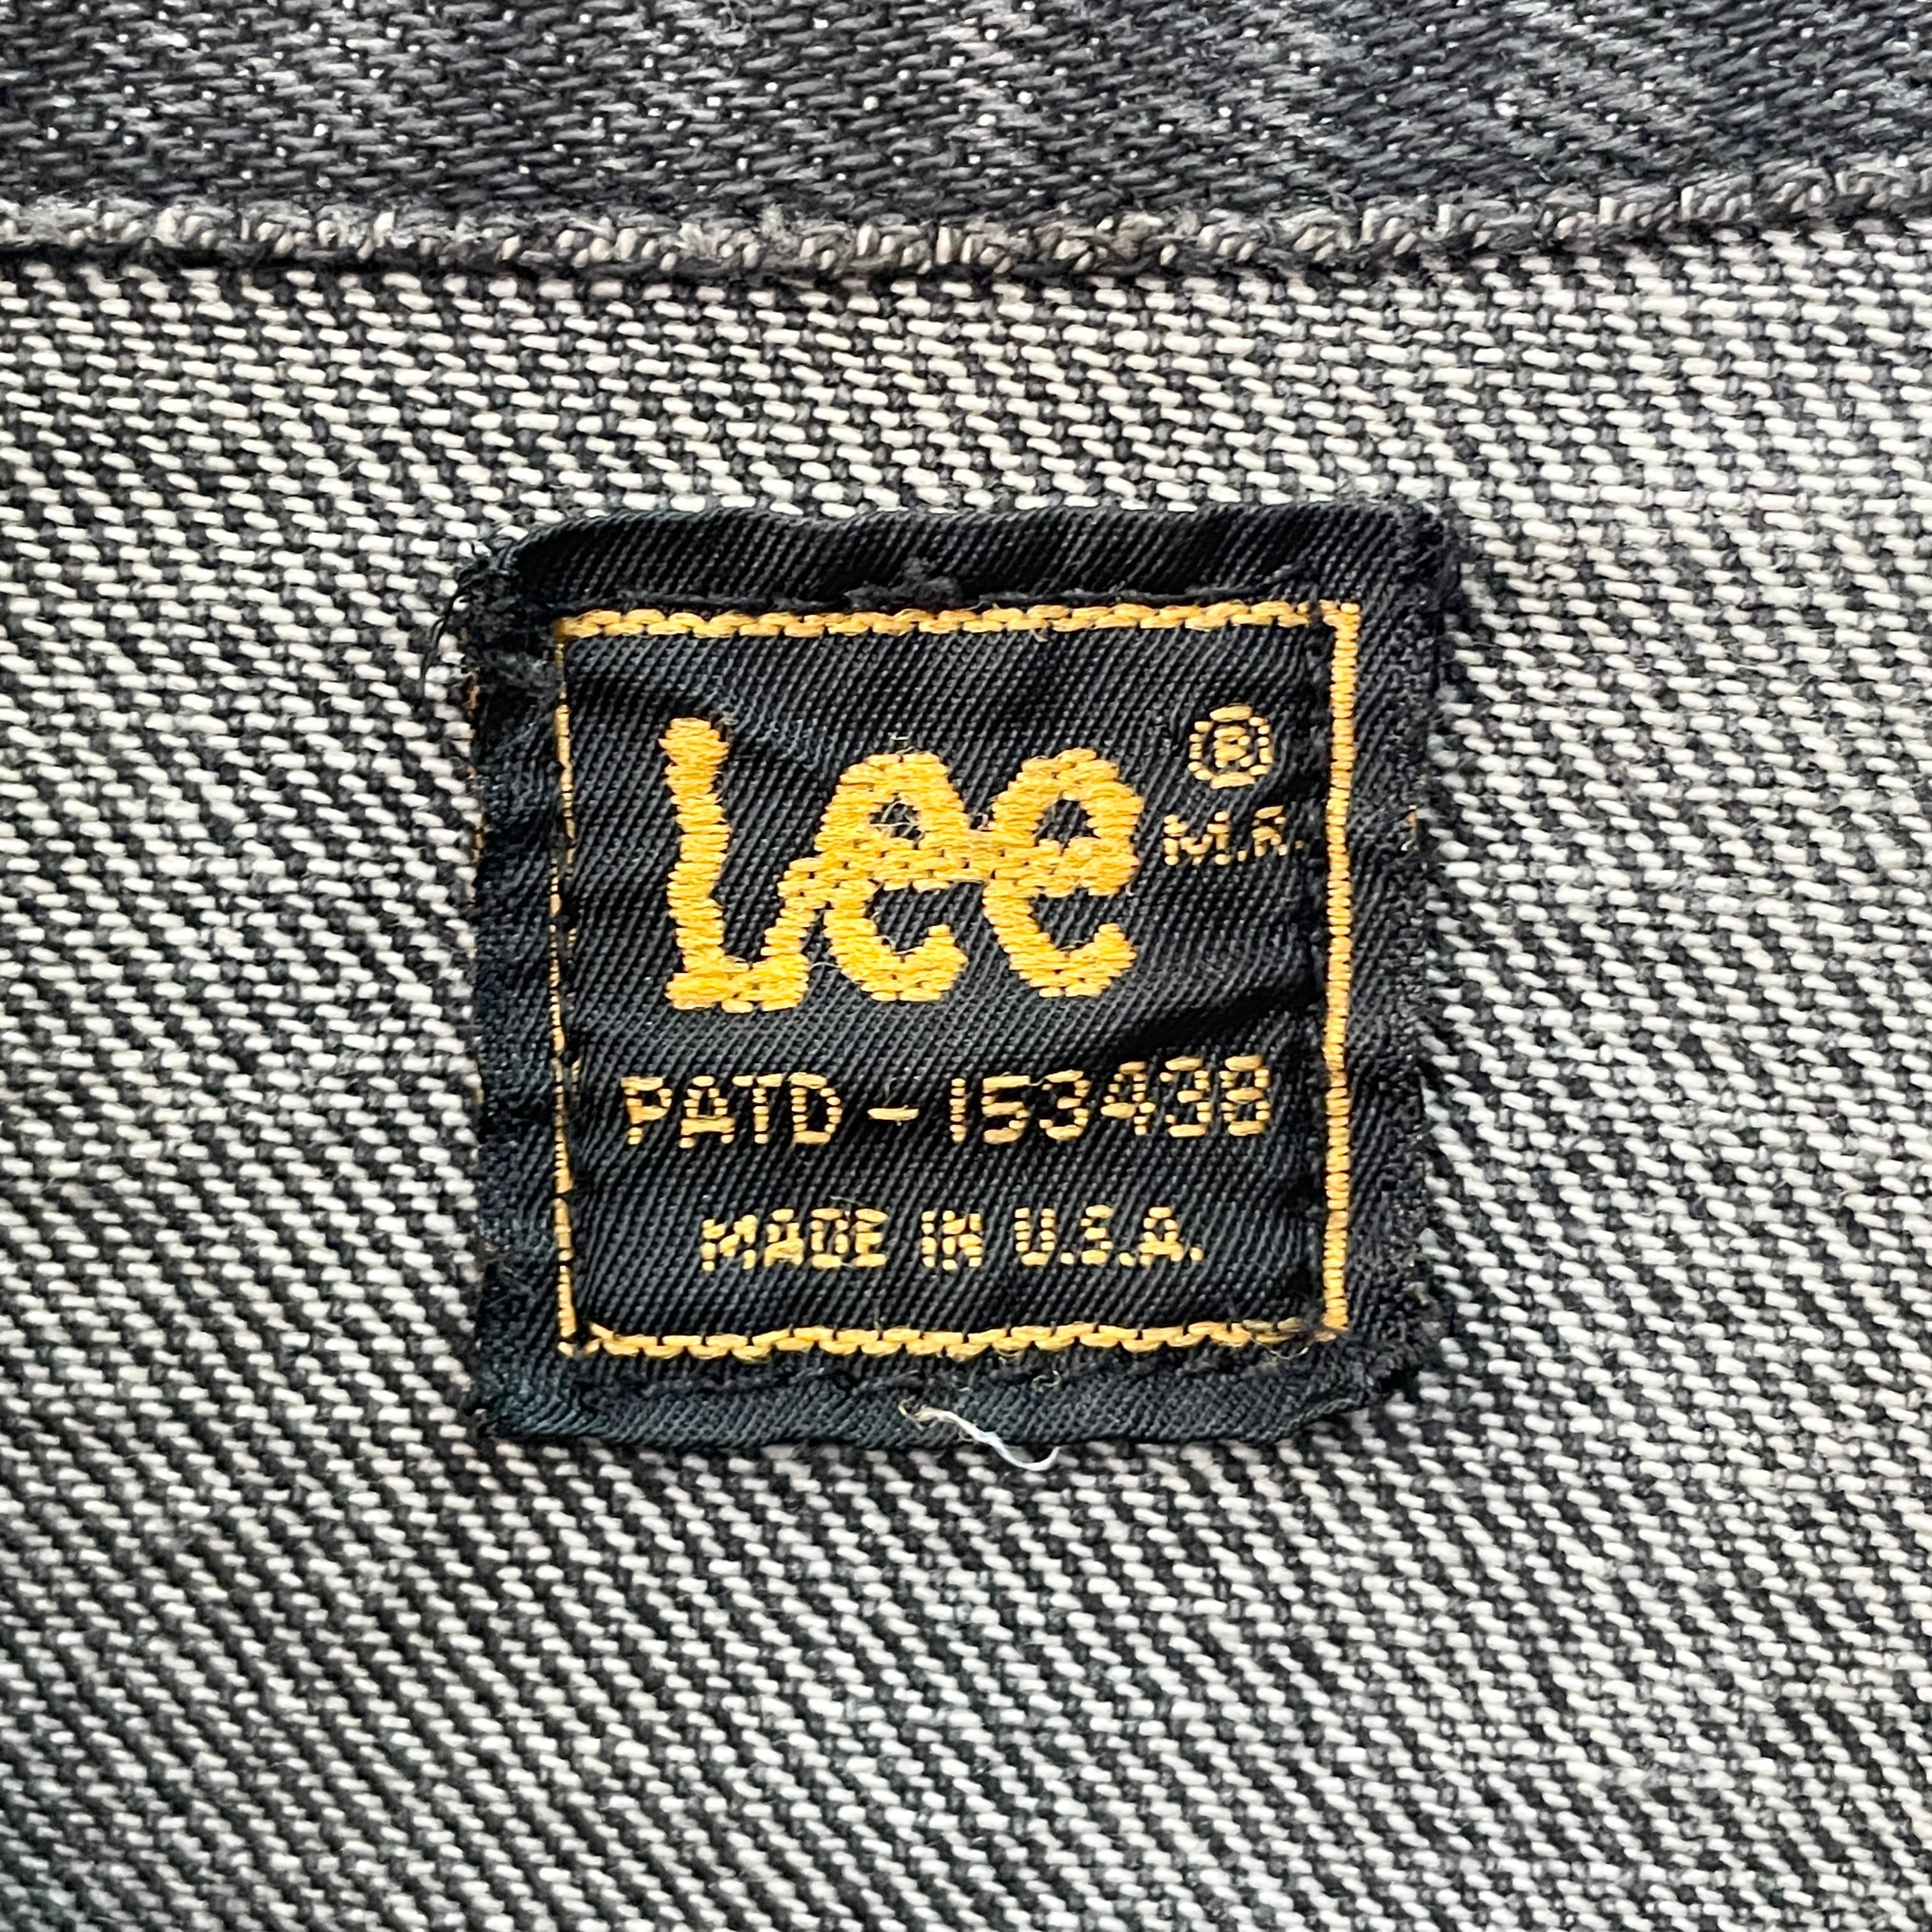 Lee ®
M.R.
PATD - 153438
MADE IN U.S.A.